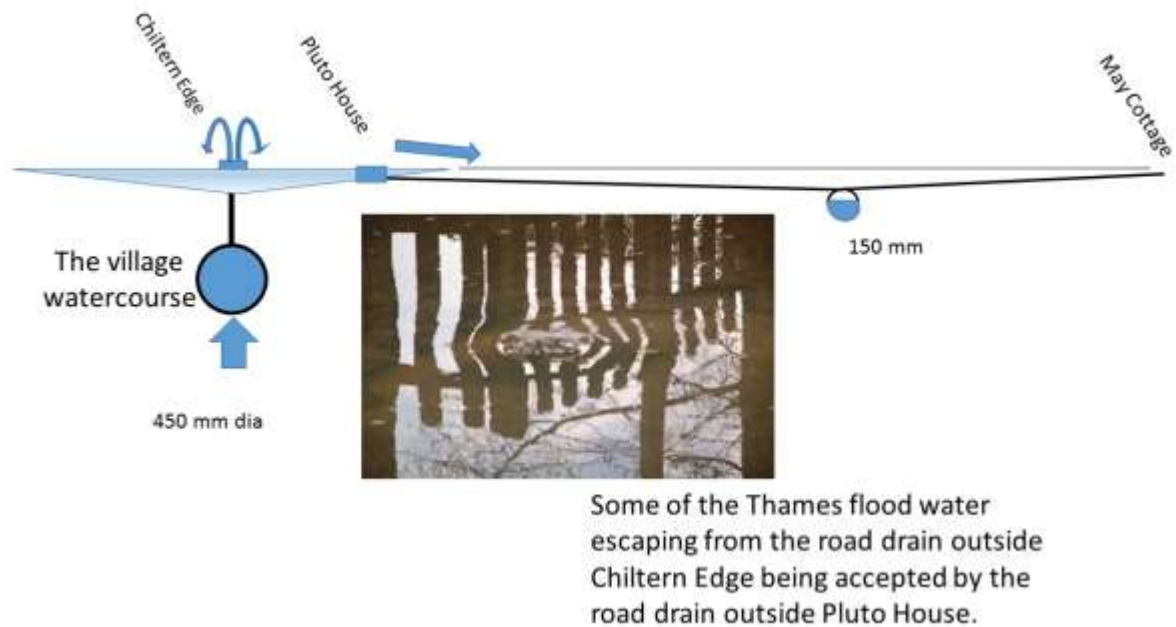 Chiltern Edge
Pluto House
May Cottage
The village
watercourse
150 mm
450 mm dia
Some of the Thames flood water
escaping from the road drain outside
Chiltern Edge being accepted by the
road drain outside Pluto House.